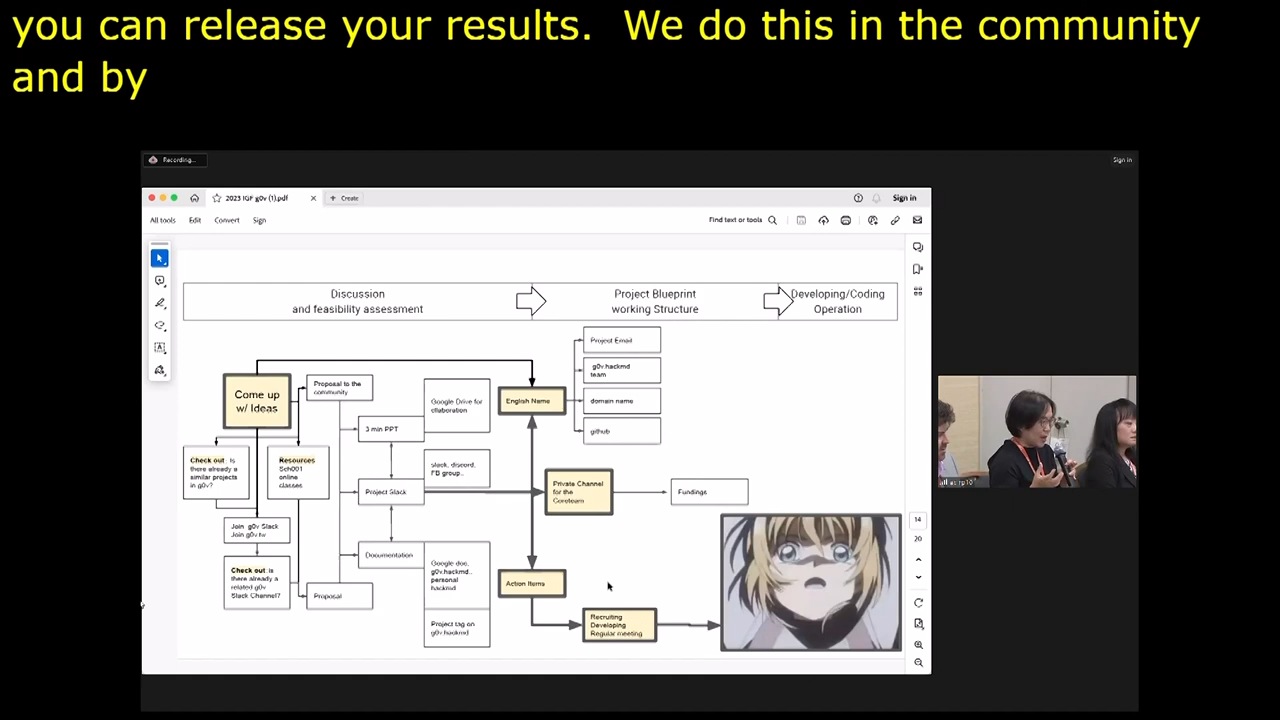 you can release your results.  We do this in the community
and by
Recording...
Sign in
2023 IGF g0v (1).pdf
Create
Sign in
All tools
Edit
Convert
Sign
Find text or tools
Discussion
and feasibility assessment
Project Blueprint
working Structure
Developing/Coding
Operation
Come up
w/ Ideas
Proposal to the
community
Google Drive for
cllaboration
3 min PPT
English Name
Project Email
g0v.hackmd
team
domain name
github
Check out: Is
there already a
similar projects
in g0v?
Resources
Sch001
online
classes
slack, discord,
FB group..
Project Slack
Private Channel
for the
Coreteam
Fundings
Join g0v Slack
Join g0v tw
Check out: is
there already a
related g0v
Slack Channel?
Proposal
Documentation
Google doc,
g0v.hackmd,
personal
hackmd
Project tag on
g0v.hackmd
Action Items
Recruiting
Developing
Regular meeting
14
20